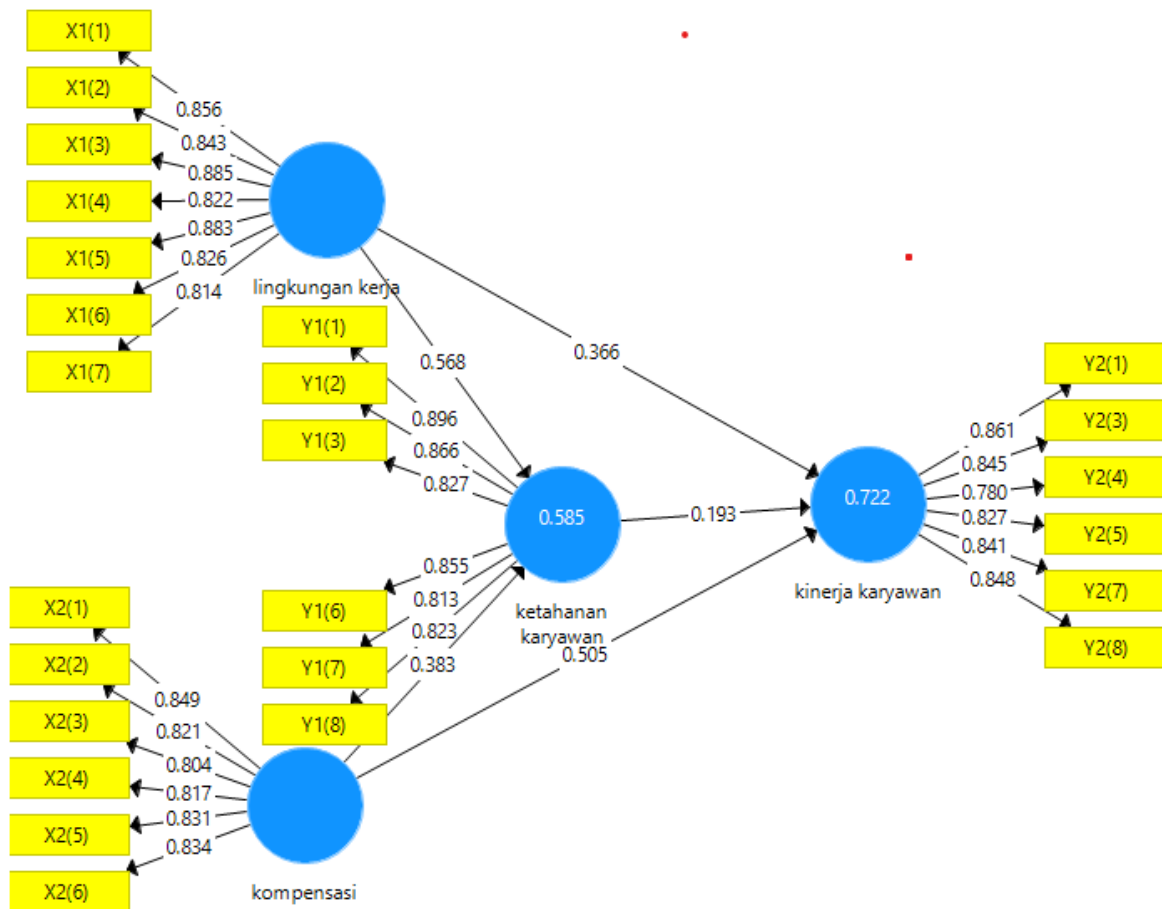 X1(1)
X1(2)
X1(3)
X1(4)
X1(5)
X1(6)
X1(7)
0.856
0.843
0.885
0.822
0.883
0.826
0.814
lingkungan kerja
Y1(1)
Y1(2)
Y1(3)
0.568
0.366
0.896
0.866
0.827
0.585
ketahanan
karyawan
0.193
0.722
kinerja karyawan
Y2(1)
Y2(3)
Y2(4)
Y2(5)
Y2(7)
Y2(8)
0.861
0.845
0.780
0.827
0.841
0.848
0.855
0.813
0.823
0.383
0.505
Y1(6)
Y1(7)
Y1(8)
X2(1)
X2(2)
X2(3)
X2(4)
X2(5)
X2(6)
0.849
0.821
0.804
0.817
0.831
0.834
kompensasi